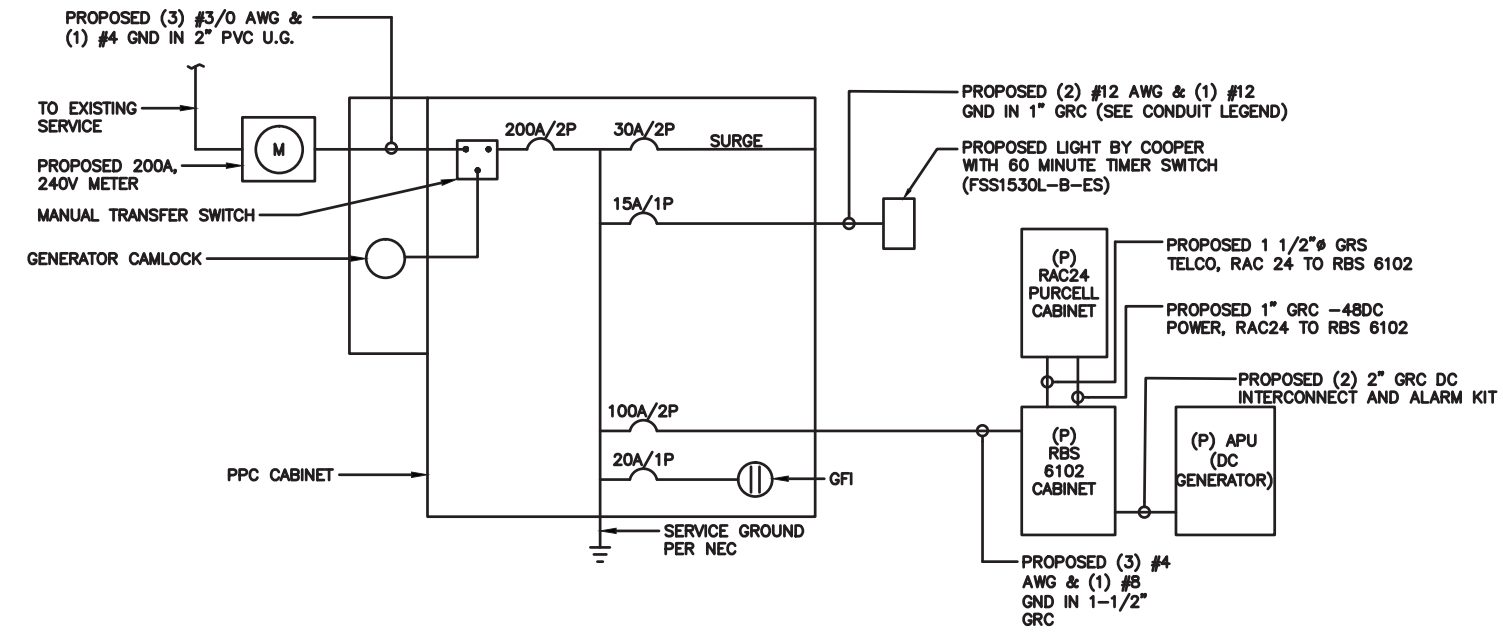 PROPOSED (3) #3/0 AWG &
(1) #4 GND IN 2" PVC U.G.
TO EXISTING
SERVICE
M
PROPOSED 200A,
240V METER
MANUAL TRANSFER SWITCH
GENERATOR CAMLOCK
PPC CABINET
200A/2P
30A/2P
SURGE
15A/1P
100A/2P
20A/1P
GFI
SERVICE GROUND
PER NEC
PROPOSED (2) #12 AWG & (1) #12
GND IN 1" GRC (SEE CONDUIT LEGEND)
PROPOSED LIGHT BY COOPER
WITH 60 MINUTE TIMER SWITCH
(FSS1530L-B-ES)
(P)
RAC24
PURCELL
CABINET
PROPOSED 1 1/2"ø GRS
TELCO, RAC 24 TO RBS 6102
PROPOSED 1" GRC -48DC
POWER, RAC24 TO RBS 6102
PROPOSED (2) 2" GRC DC
INTERCONNECT AND ALARM KIT
(P)
RBS
6102
CABINET
(P) APU
(DC
GENERATOR)
PROPOSED (3) #4
AWG & (1) #8
GND IN 1-1/2"
GRC